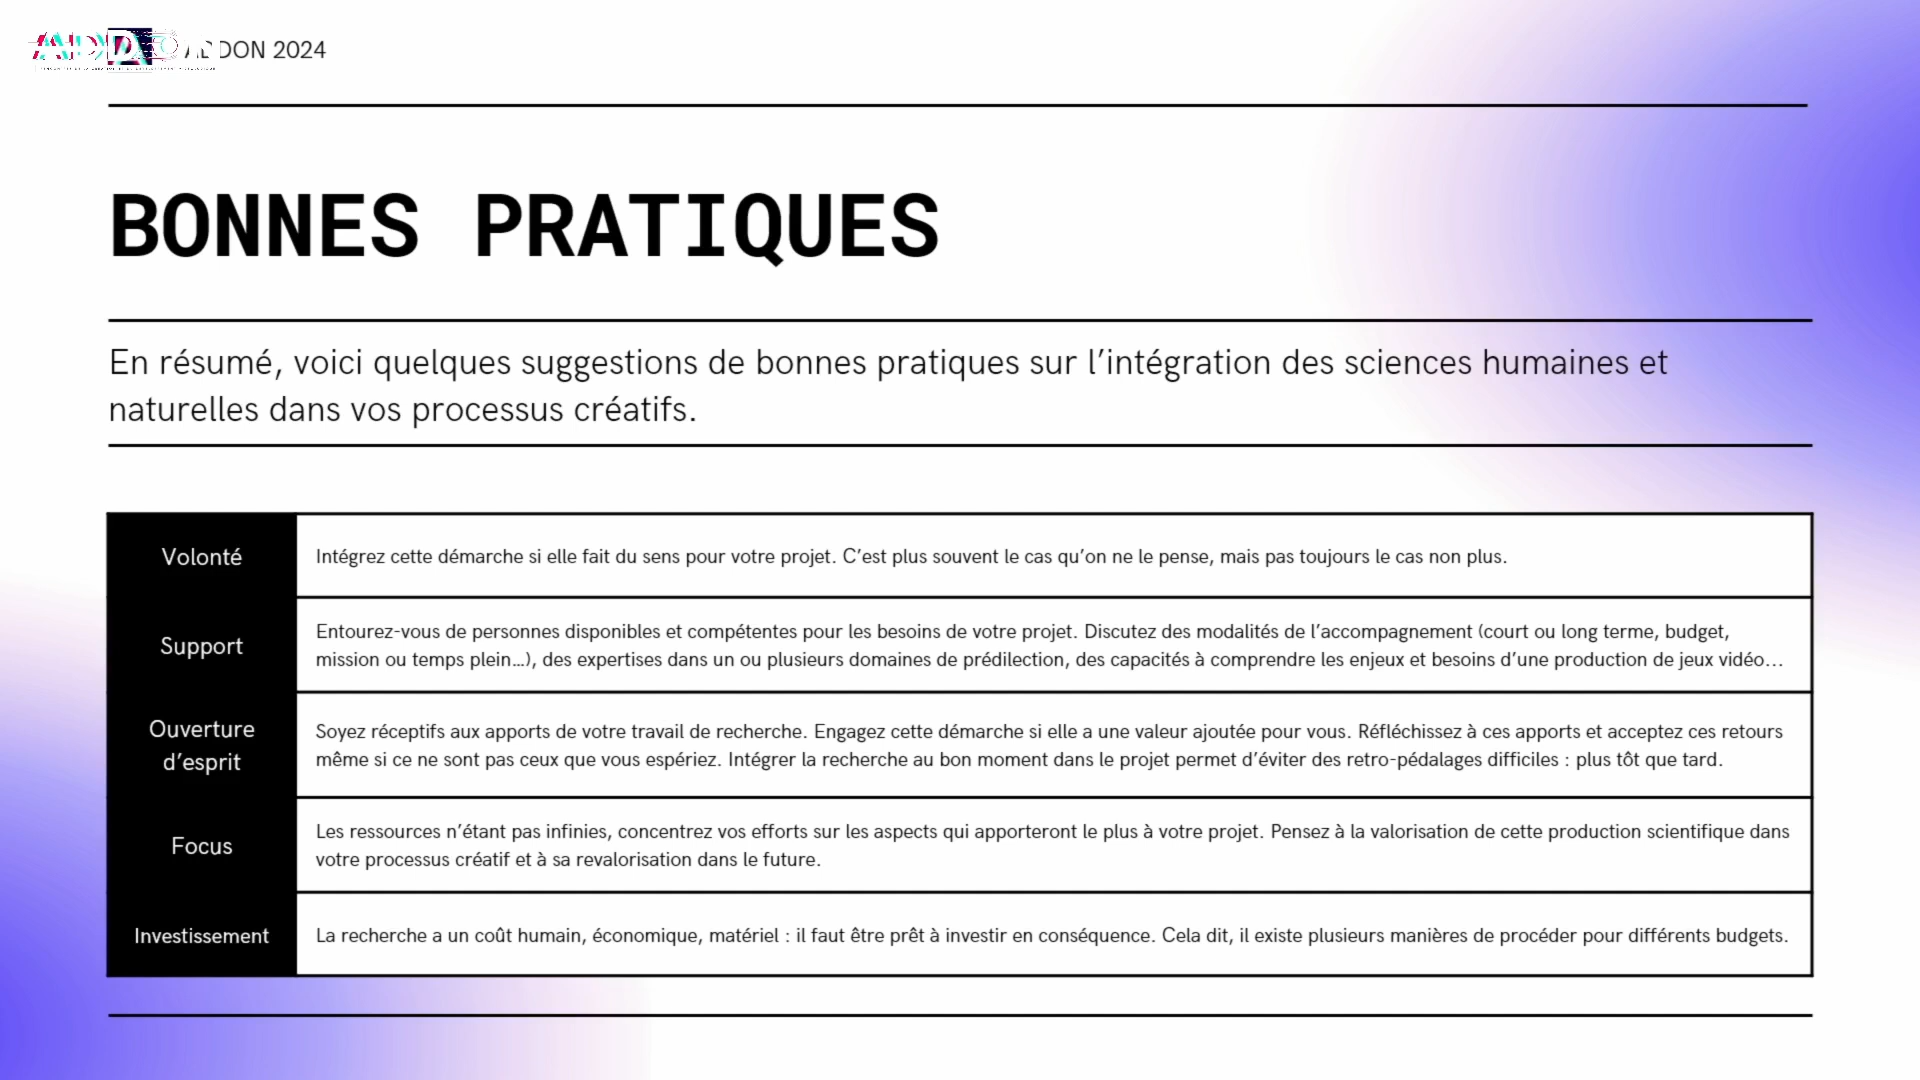 ADDON 2024
BONNES PRATIQUES
En résumé, voici quelques suggestions de bonnes pratiques sur l’intégration des sciences humaines et
naturelles dans vos processus créatifs.
Volonté
Intégrez cette démarche si elle fait du sens pour votre projet. C’est plus souvent le cas qu’on ne le pense, mais pas toujours le cas non plus.
Support
Entourez-vous de personnes disponibles et compétentes pour les besoins de votre projet. Discutez des modalités de l’accompagnement (court ou long terme, budget,
mission ou temps plein…), des expertises dans un ou plusieurs domaines de prédilection, des capacités à comprendre les enjeux et besoins d’une production de jeux vidéo…
Ouverture
d’esprit
Soyez réceptifs aux apports de votre travail de recherche. Engagez cette démarche si elle a une valeur ajoutée pour vous. Réfléchissez à ces apports et acceptez ces retours
même si ce ne sont pas ceux que vous espériez. Intégrer la recherche au bon moment dans le projet permet d’éviter des retro-pédalages difficiles : plus tôt que tard.
Focus
Les ressources n’étant pas infinies, concentrez vos efforts sur les aspects qui apporteront le plus à votre projet. Pensez à la valorisation de cette production scientifique dans
votre processus créatif et à sa revalorisation dans le future.
Investissement
La recherche a un coût humain, économique, matériel : il faut être prêt à investir en conséquence. Cela dit, il existe plusieurs manières de procéder pour différents budgets.